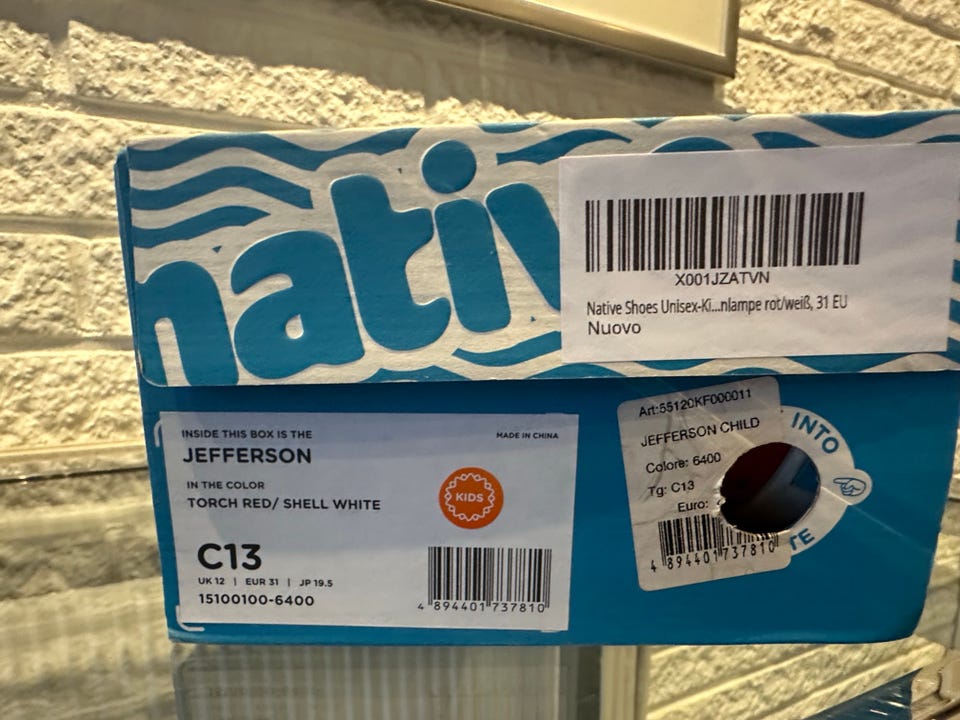 nativ
X001JZATVN
Native Shoes Unisex-Ki...nlampe rot/weiß, 31 EU
Nuovo
INSIDE THIS BOX IS THE
MADE IN CHINA
JEFFERSON
IN THE COLOR
TORCH RED/ SHELL WHITE
KIDS
C13
UK 12 | EUR 31 | JP 19.5
15100100-6400
4 894401 737810
Art:55120KF000011
JEFFERSON CHILD
Colore: 6400
Tg: C13
Euro:
4 894401 737810
INTO
TE